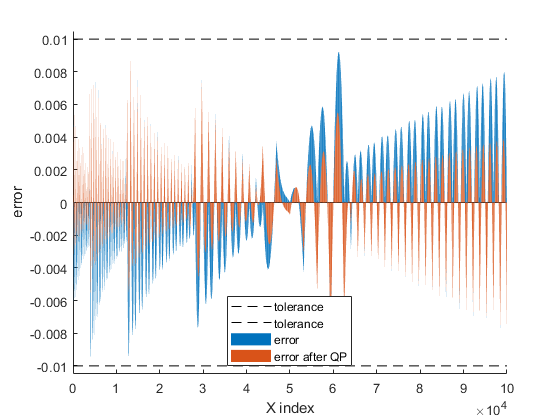 0.01
0.008
0.006
0.004
0.002
0
-0.002
-0.004
-0.006
-0.008
-0.01
error
tolerance
tolerance
error
error after QP
0 1 2 3 4 5 6 7 8 9 10
X index
×10⁴